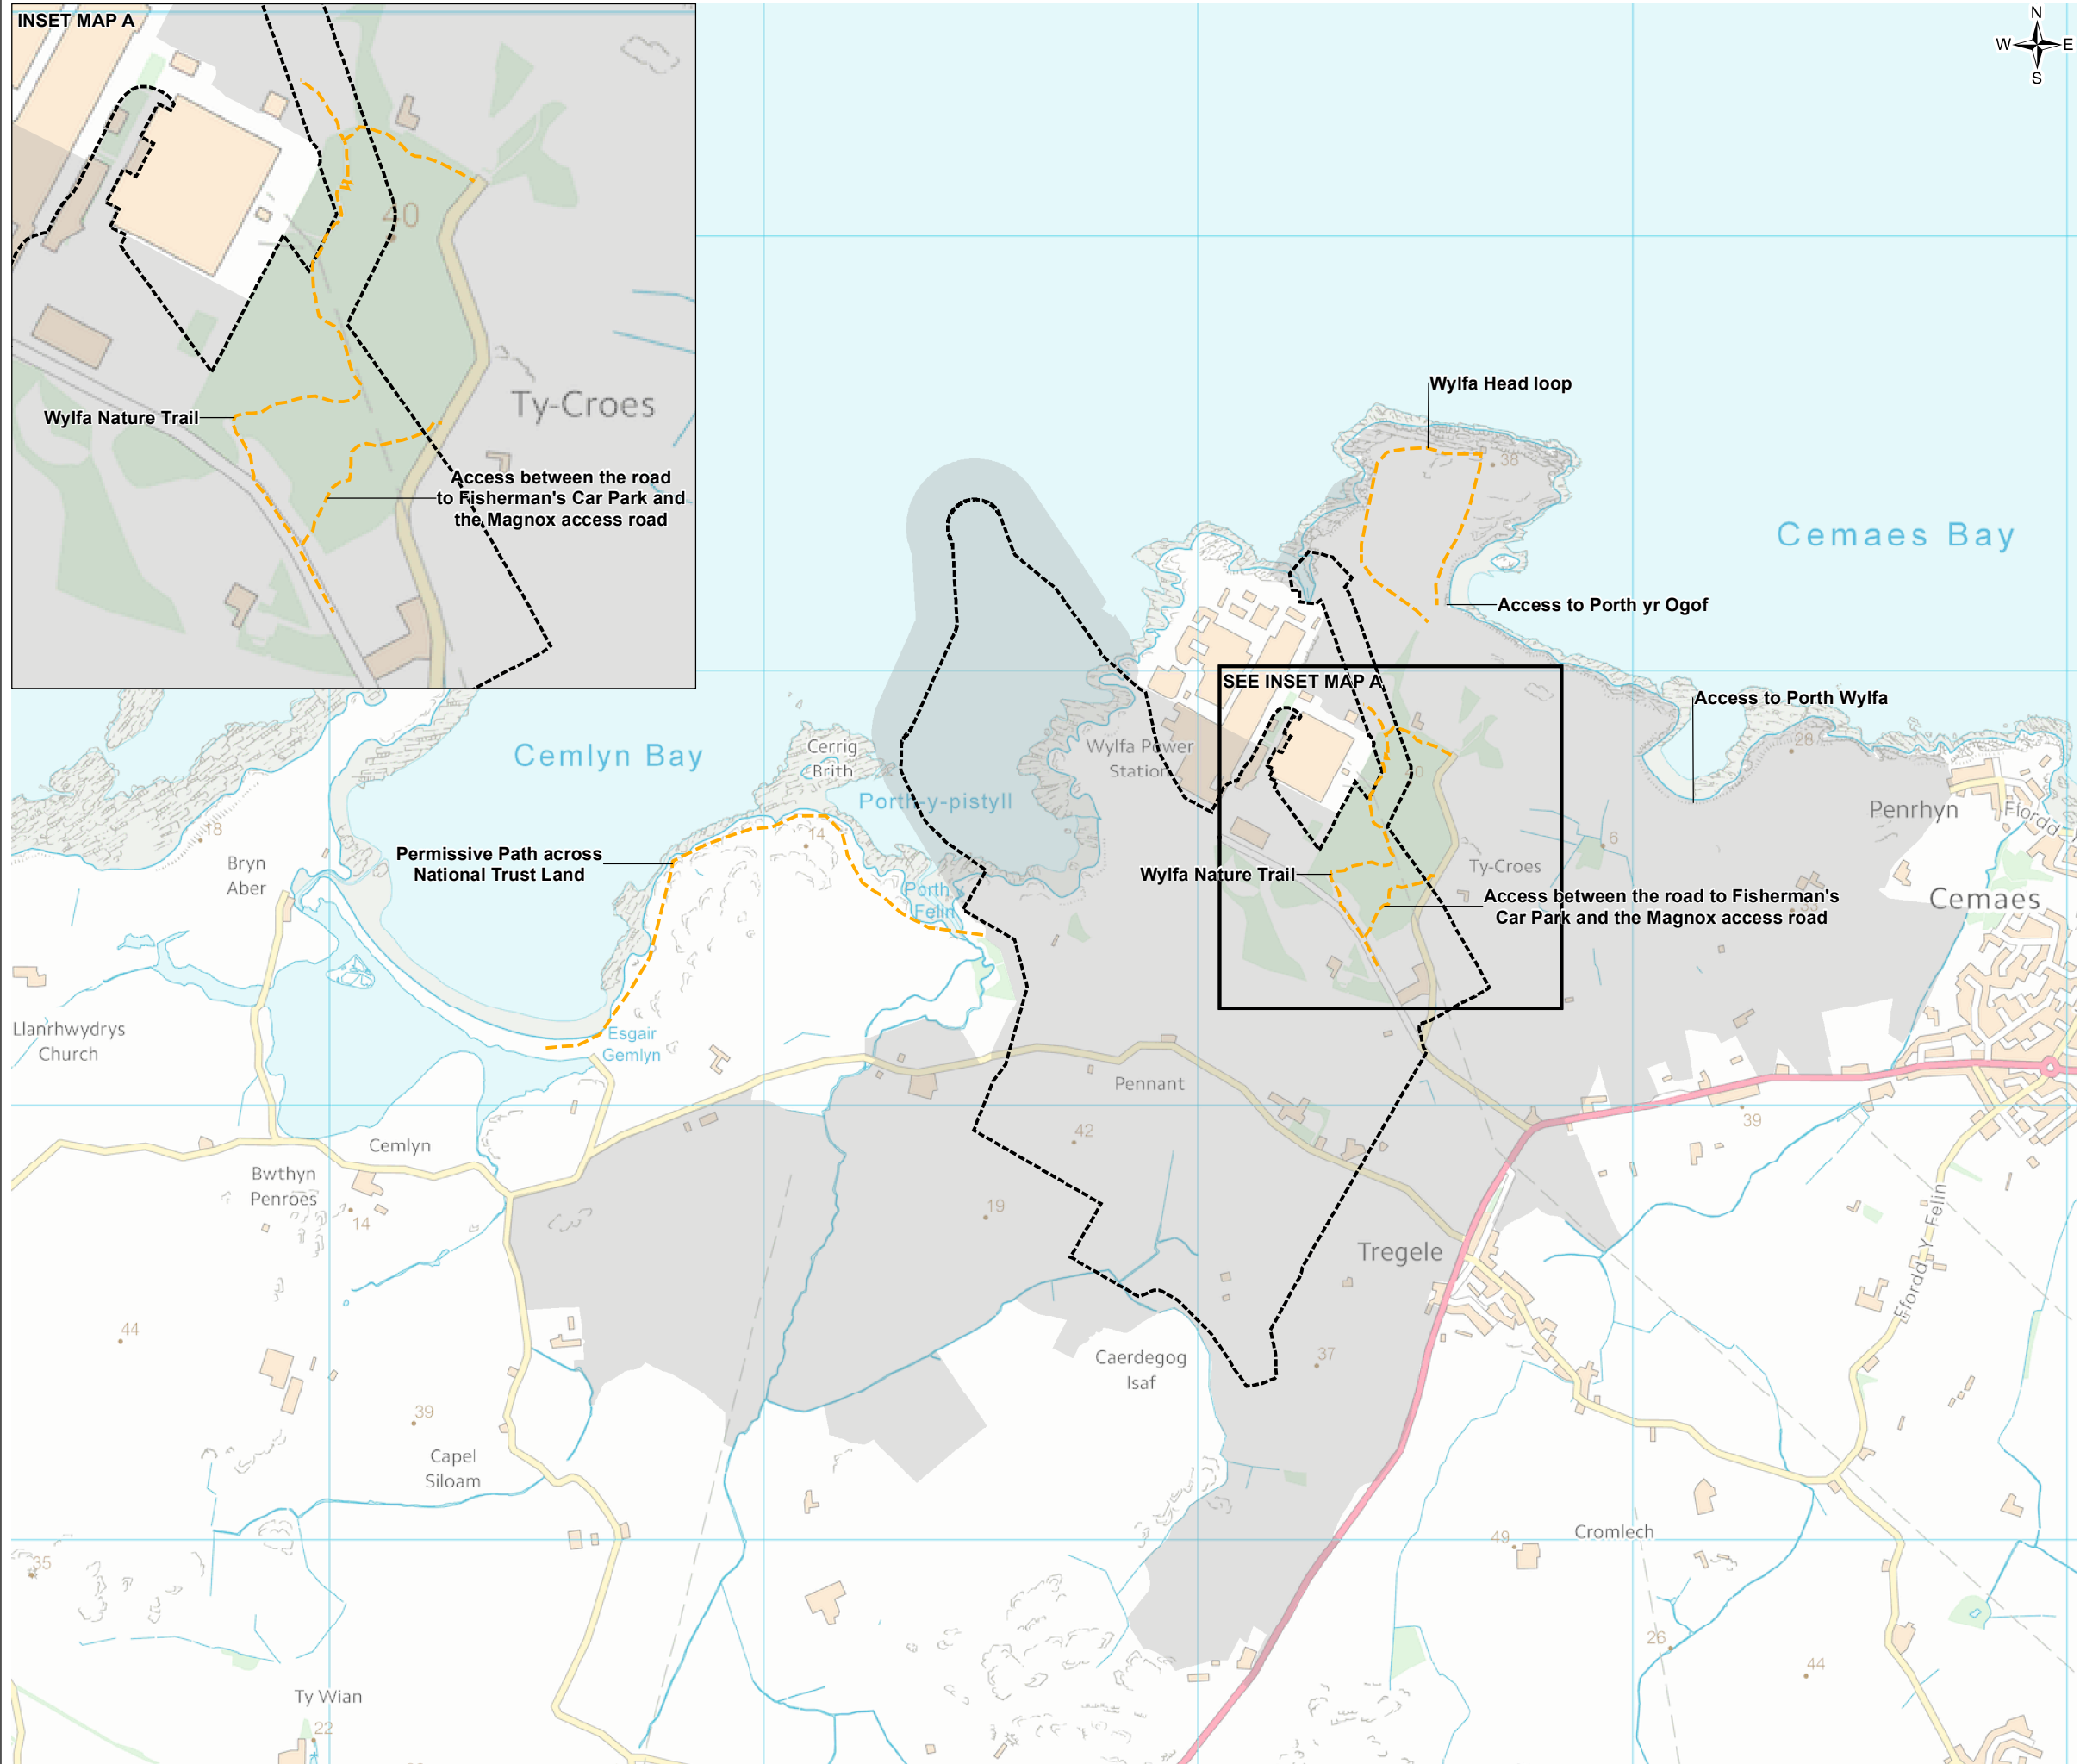 INSET MAP A
N
W
E
S
40
Ty-Croes
Wylfa Nature Trail
Access between the road
to Fisherman's Car Park and
the Magnox access road
Wylfa Head loop
38
Cemaes Bay
Access to Porth yr Ogof
SEE INSET MAP A
Access to Porth Wylfa
28
Cemlyn Bay
Cerrig
Brith
Wylfa Power
Station
Porth-y-pistyll
Penrhyn
Ffordd
18
14
6
Bryn
Aber
Permissive Path across
National Trust Land
Porth y
Felin
Wylfa Nature Trail
Ty-Croes
Access between the road to Fisherman's
Car Park and the Magnox access road
Cemaes
Llanrhwydrys
Church
Esgair
Gemlyn
Pennant
39
42
Cemlyn
Bwthyn
Penroes
14
19
Tregele
Ffordd Y Felin
44
37
Caerdegog
Isaf
39
Capel
Siloam
35
49
Cromlech
26
44
Ty Wian
22